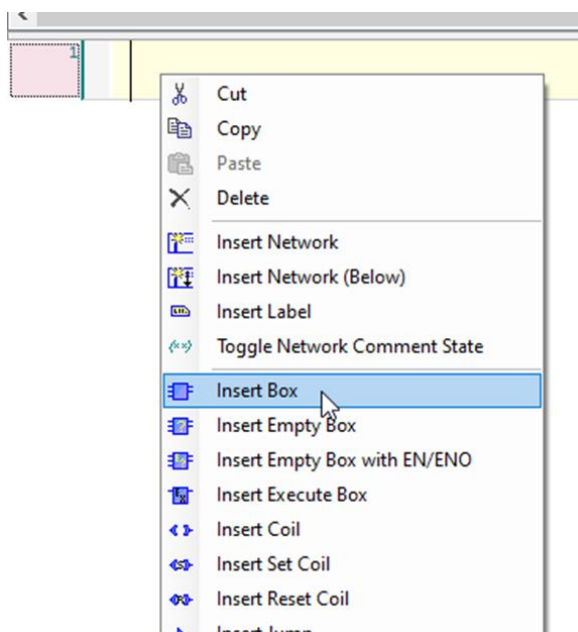 1
Cut
Copy
Paste
Delete
Insert Network
Insert Network (Below)
Insert Label
Toggle Network Comment State
Insert Box
Insert Empty Box
Insert Empty Box with EN/ENO
Insert Execute Box
Insert Coil
Insert Set Coil
Insert Reset Coil
Insert Jump